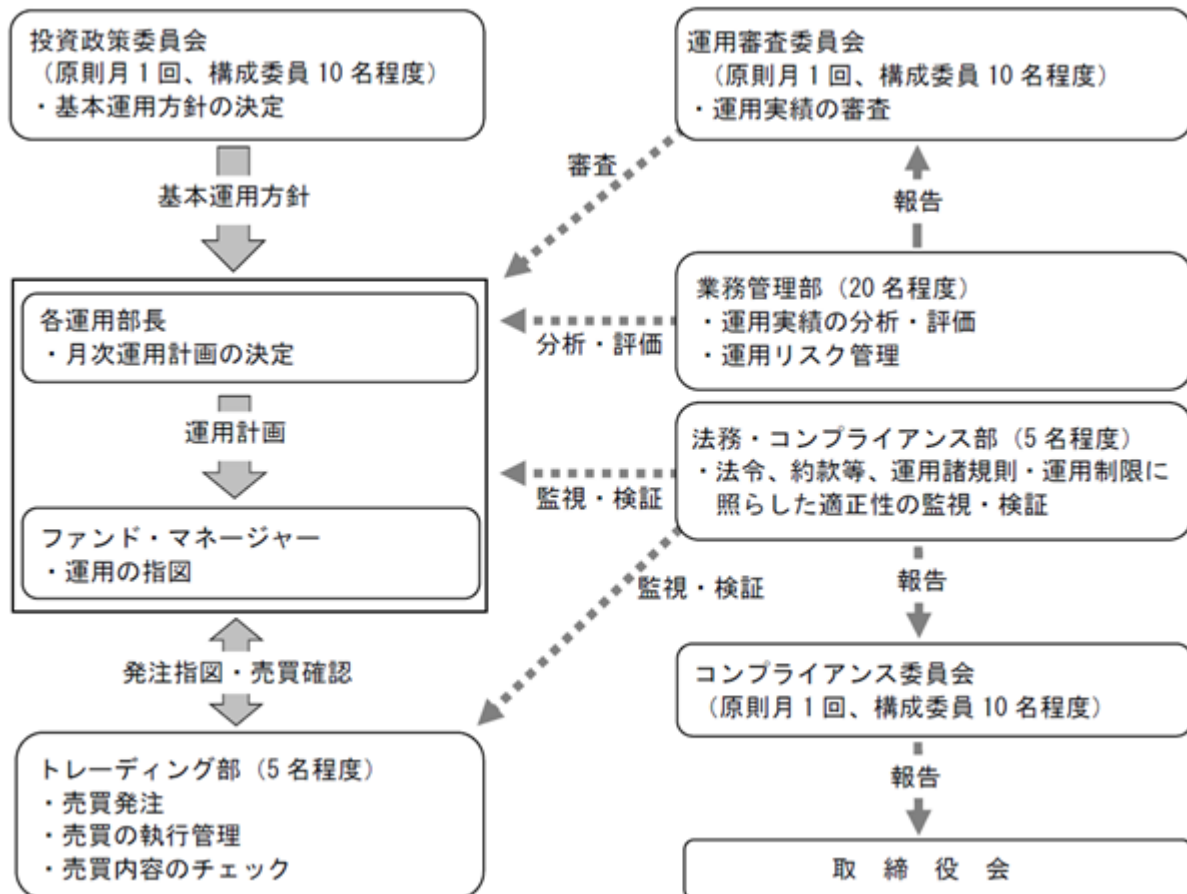 投資政策委員会
（原則月1回、構成委員10名程度）
・基本運用方針の決定
基本運用方針
各運用部長
・月次運用計画の決定
運用計画
ファンド・マネージャー
・運用の指図
発注指図・売買確認
トレーディング部（5名程度）
・売買発注
・売買の執行管理
・売買内容のチェック
運用審査委員会
（原則月1回、構成委員10名程度）
・運用実績の審査
審査
報告
業務管理部（20名程度）
・運用実績の分析・評価
・運用リスク管理
分析・評価
法務・コンプライアンス部（5名程度）
・法令、約款等、運用諸規則・運用制限に
照らした適正性の監視・検証
監視・検証
監視・検証
報告
コンプライアンス委員会
（原則月1回、構成委員10名程度）
報告
取 締 役 会